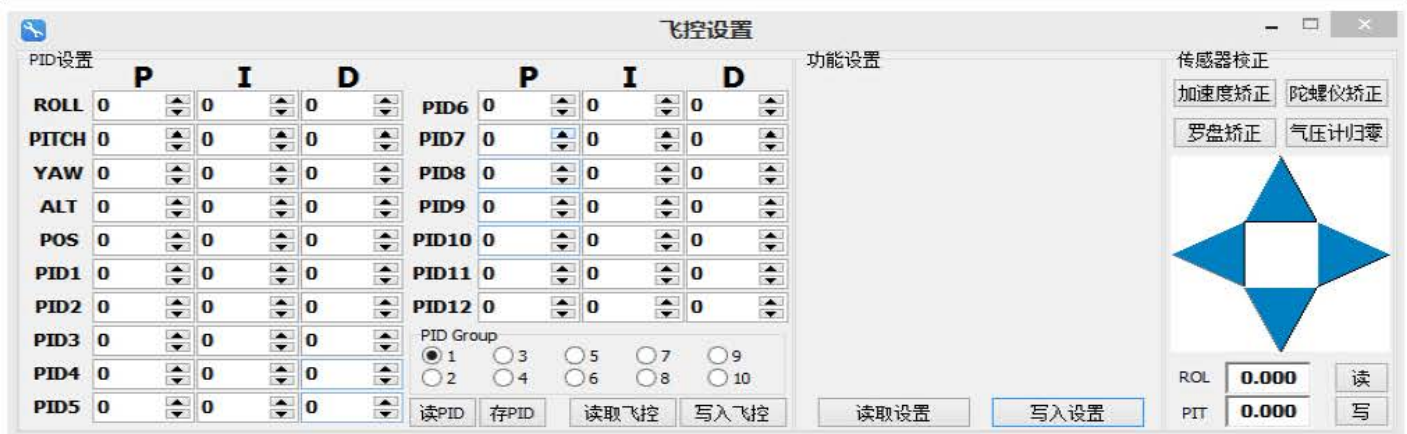 飞控设置
PID设置
P I D
ROLL 0 0 0
PITCH 0 0 0
YAW 0 0 0
ALT 0 0 0
POS 0 0 0
PID1 0 0 0
PID2 0 0 0
PID3 0 0 0
PID4 0 0 0
PID5 0 0 0
P I D
PID6 0 0 0
PID7 0 0 0
PID8 0 0 0
PID9 0 0 0
PID10 0 0 0
PID11 0 0 0
PID12 0 0 0
PID Group
1 3 5 7 9
2 4 6 8 10
读PID 存PID 读取飞控 写入飞控
功能设置
读取设置 写入设置
传感器校正
加速度矫正 陀螺仪矫正
罗盘矫正 气压计归零
ROL 0.000 读
PIT 0.000 写